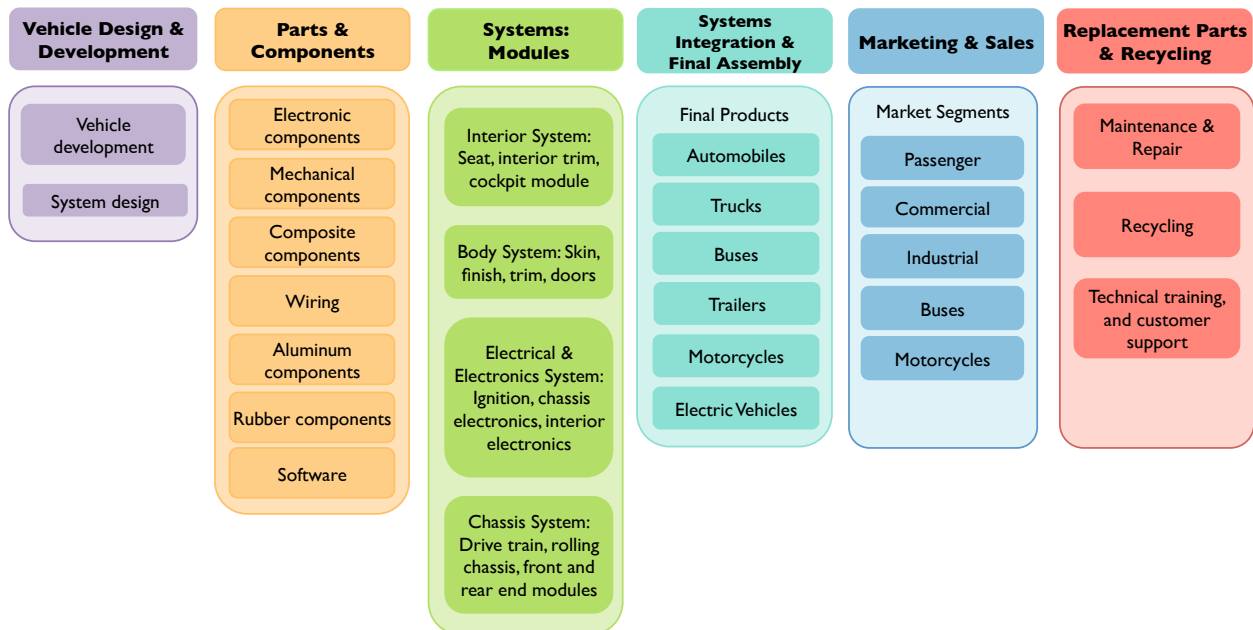 Vehicle Design &
Development
Parts &
Components
Systems:
Modules
Systems
Integration &
Final Assembly
Marketing & Sales
Replacement Parts
& Recycling
Vehicle
development
System design
Electronic
components
Mechanical
components
Composite
components
Wiring
Aluminum
components
Rubber components
Software
Interior System:
Seat, interior trim,
cockpit module
Body System: Skin,
finish, trim, doors
Electrical &
Electronics System:
Ignition, chassis
electronics, interior
electronics
Chassis System:
Drive train, rolling
chassis, front and
rear end modules
Final Products
Automobiles
Trucks
Buses
Trailers
Motorcycles
Electric Vehicles
Market Segments
Passenger
Commercial
Industrial
Buses
Motorcycles
Maintenance &
Repair
Recycling
Technical training,
and customer
support